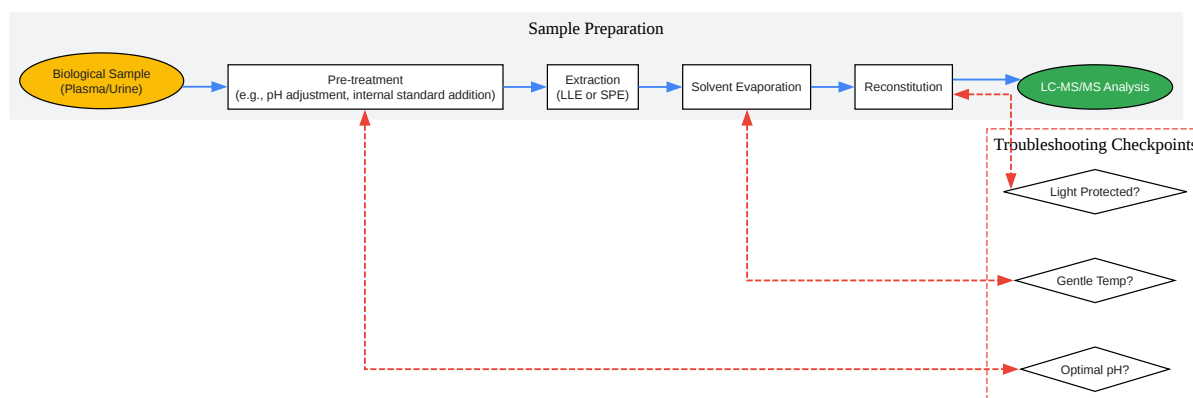 Sample Preparation
Biological Sample
(Plasma/Urine)
Pre-treatment
(e.g., pH adjustment, internal standard addition)
Extraction
(LLE or SPE)
Solvent Evaporation
Reconstitution
LC-MS/MS Analysis
Troubleshooting Checkpoints
Light Protected?
Gentle Temp?
Optimal pH?